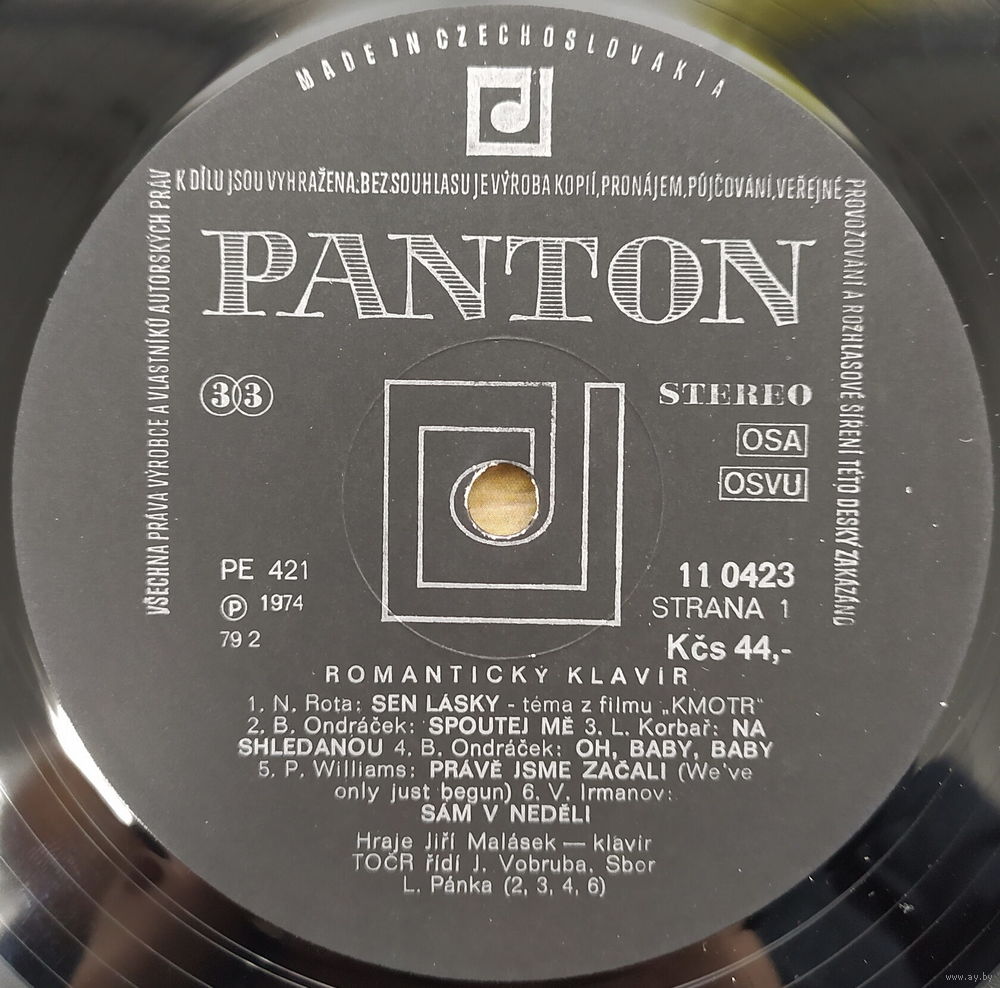 MADE IN CZECHOSLOVAKIA
VŠECHNA PRÁVA VÝROBCE A VLASTNÍKŮ AUTORSKÝCH PRÁV
K DÍLU JSOU VYHRAŽENA: BEZ SOUHLASU JE VÝROBA KOPIÍ, PRONÁJEM, PŮJČOVÁNÍ, VEŘEJNÉ
PROVOZOVÁNÍ A ROZHLASOVÉ ŠÍŘENÍ TÉTO DESKY ZAKÁZÁNO
PANTON
33
STEREO
OSA
OSVU
PE 421
Ⓟ 1974
79 2
11 0423
STRANA 1
Kčs 44,-
ROMANTICKÝ KLAVÍR
1. N. Rota: SEN LÁSKY - téma z filmu „KMOTR"
2. B. Ondráček: SPOUTEJ MĚ 3. L. Korbař: NA
SHLEDANOU 4. B. Ondráček: OH, BABY, BABY
5. P. Williams: PRÁVĚ JSME ZAČALI (We've
only just begun) 6. V. Irmanov:
SÁM V NEDĚLI
Hraje Jiří Malásek — klavír
TOČR řídí J. Vobruba, Sbor
L. Pánka (2, 3, 4, 6)
www.ay.by